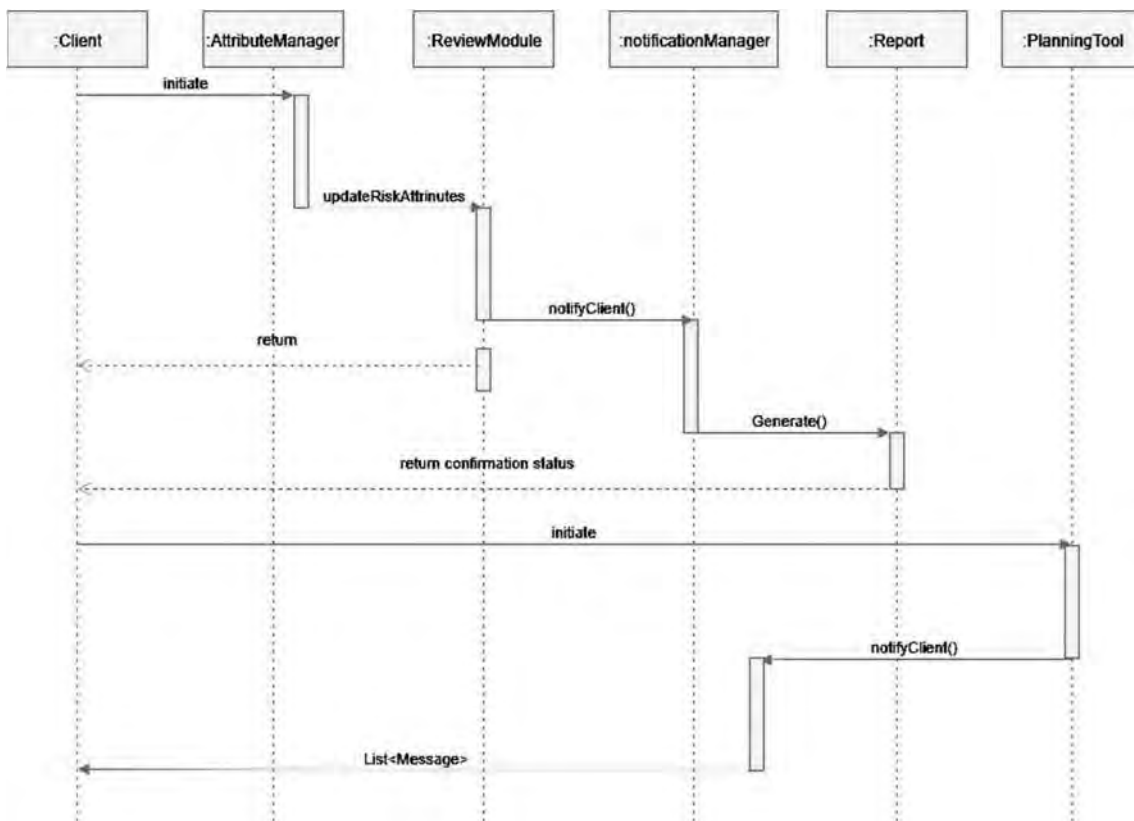 :Client
:AttributeManager
:ReviewModule
:notificationManager
:Report
:PlanningTool
initiate
updateRiskAttrinutes
notifyClient()
return
Generate()
return confirmation status
initiate
notifyClient()
List<Message>